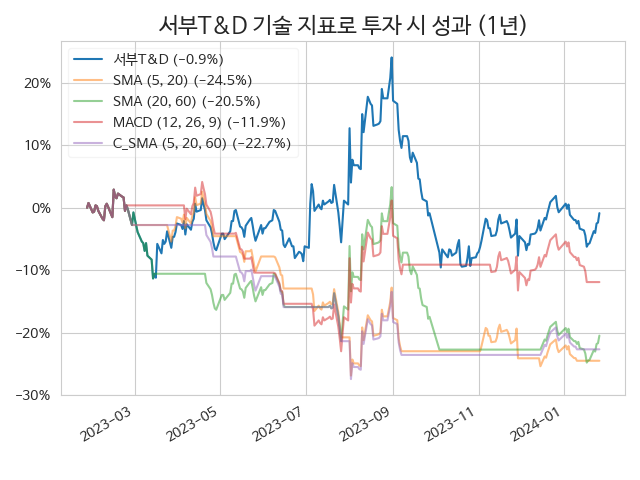 서부T&D 기술 지표로 투자 시 성과 (1년)
서부T&D (−0.9%)
SMA (5, 20) (−24.5%)
SMA (20, 60) (−20.5%)
MACD (12, 26, 9) (−11.9%)
C_SMA (5, 20, 60) (−22.7%)
20%
10%
0%
−10%
−20%
−30%
2023−03
2023−05
2023−07
2023−09
2023−11
2024−01